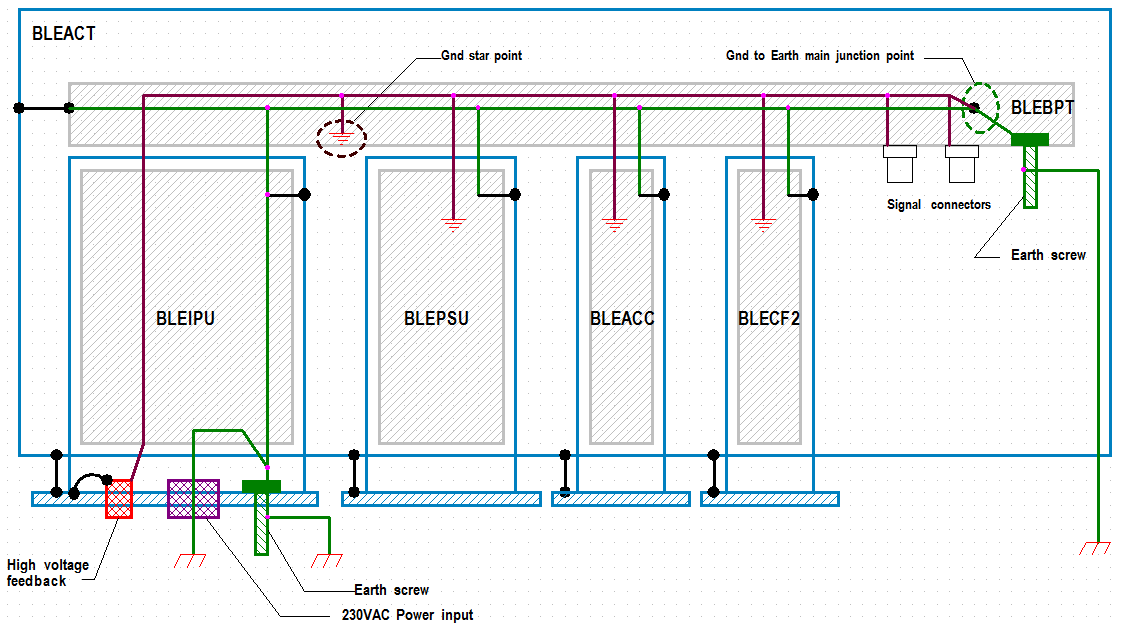 BLEACT
Gnd star point
Gnd to Earth main junction point
BLEBPT
Signal connectors
Earth screw
BLEIPU
BLEPSU
BLEACC
BLECF2
High voltage
feedback
Earth screw
230VAC Power input